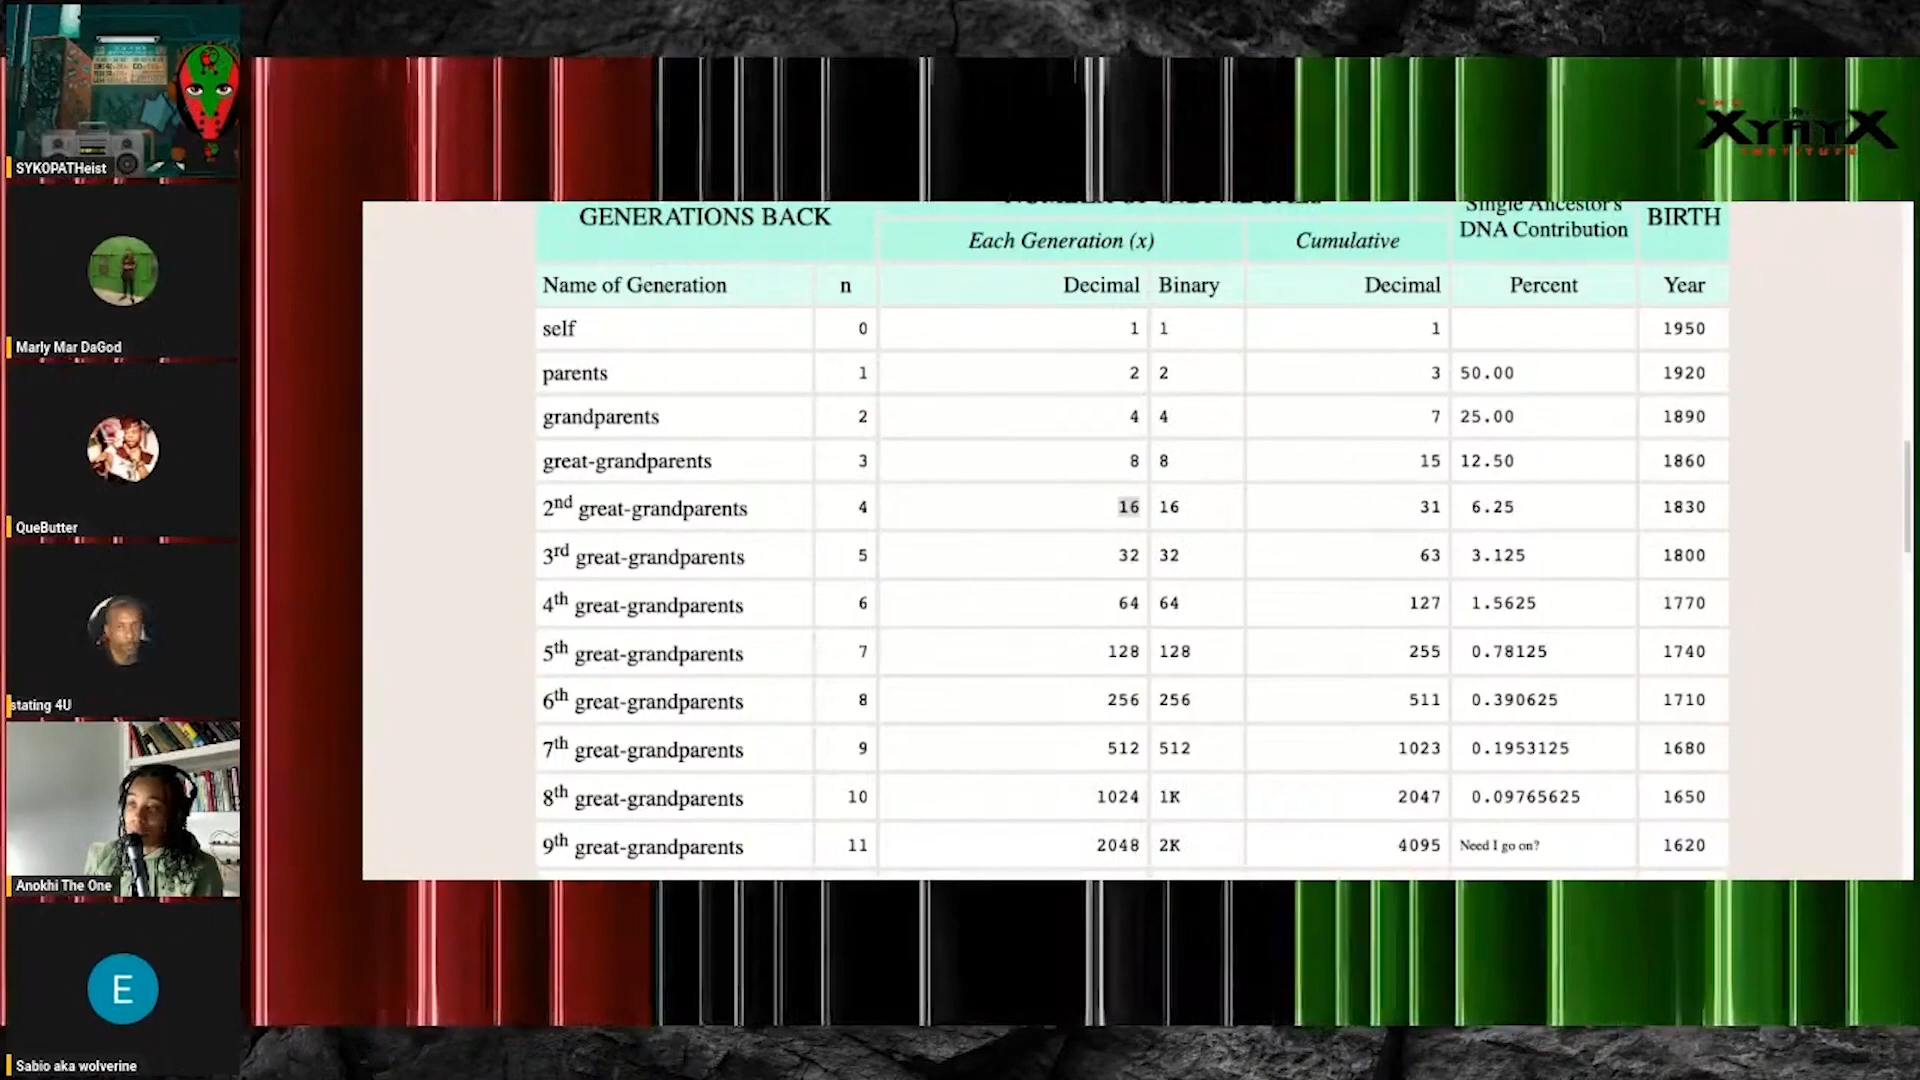 SYKOPATHeist
Marly Mar DaGod
QueButter
stating 4U
Anokhi The One
E
Sabio aka wolverine
THE
XYAYX
INSTITUTE
GENERATIONS BACK
Each Generation (x)
Cumulative
Single Ancestor's
DNA Contribution
BIRTH
Name of Generation n Decimal Binary Decimal Percent Year
self 0 1 1 1 1950
parents 1 2 2 3 50.00 1920
grandparents 2 4 4 7 25.00 1890
great-grandparents 3 8 8 15 12.50 1860
2nd great-grandparents 4 16 16 31 6.25 1830
3rd great-grandparents 5 32 32 63 3.125 1800
4th great-grandparents 6 64 64 127 1.5625 1770
5th great-grandparents 7 128 128 255 0.78125 1740
6th great-grandparents 8 256 256 511 0.390625 1710
7th great-grandparents 9 512 512 1023 0.1953125 1680
8th great-grandparents 10 1024 1K 2047 0.09765625 1650
9th great-grandparents 11 2048 2K 4095 Need I go on? 1620